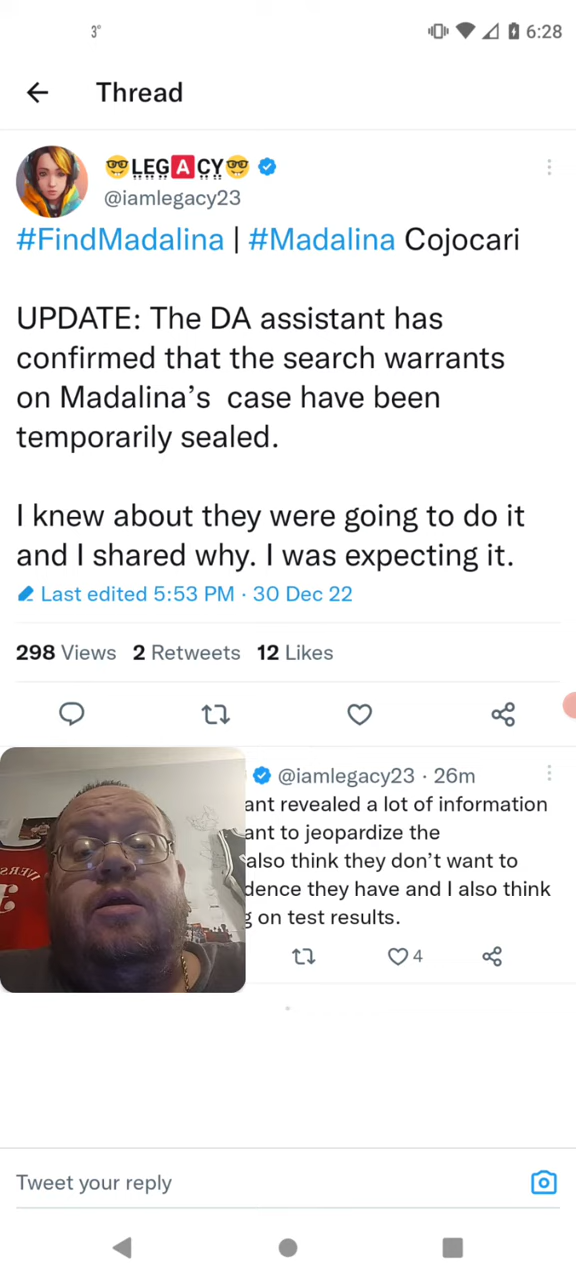 3°
6:28
Thread
🤓LEGACY🤓
@iamlegacy23
#FindMadalina | #Madalina Cojocari
UPDATE: The DA assistant has
confirmed that the search warrants
on Madalina’s case have been
temporarily sealed.
I knew about they were going to do it
and I shared why. I was expecting it.
Last edited 5:53 PM · 30 Dec 22
298 Views 2 Retweets 12 Likes
@iamlegacy23 · 26m
ant revealed a lot of information
ant to jeopardize the
also think they don’t want to
dence they have and I also think
on test results.
4
Tweet your reply